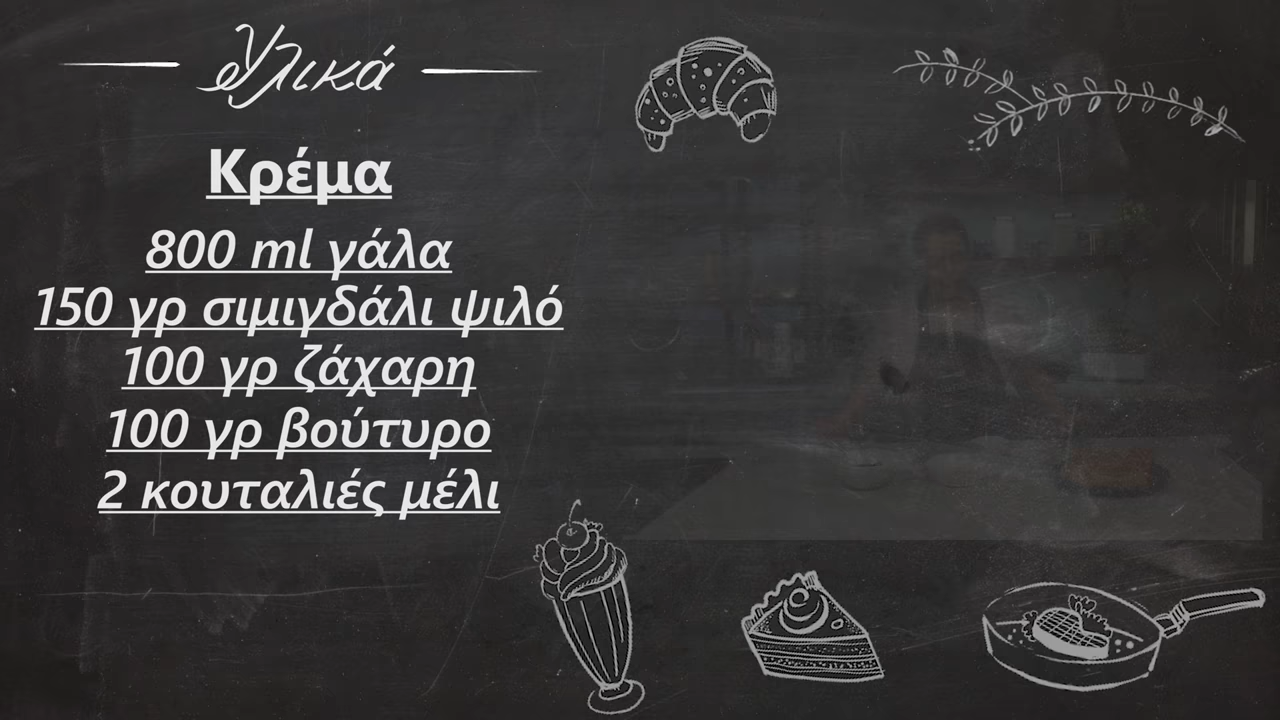 Υλικά
Κρέμα
800 ml γάλα
150 γρ σιμιγδάλι ψιλό
100 γρ ζάχαρη
100 γρ βούτυρο
2 κουταλιές μέλι